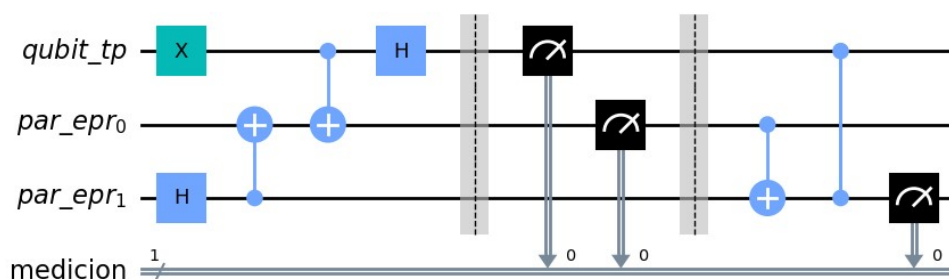 qubit_tp X H
par_epr0
par_epr1 H
0 0 0
medicion 1